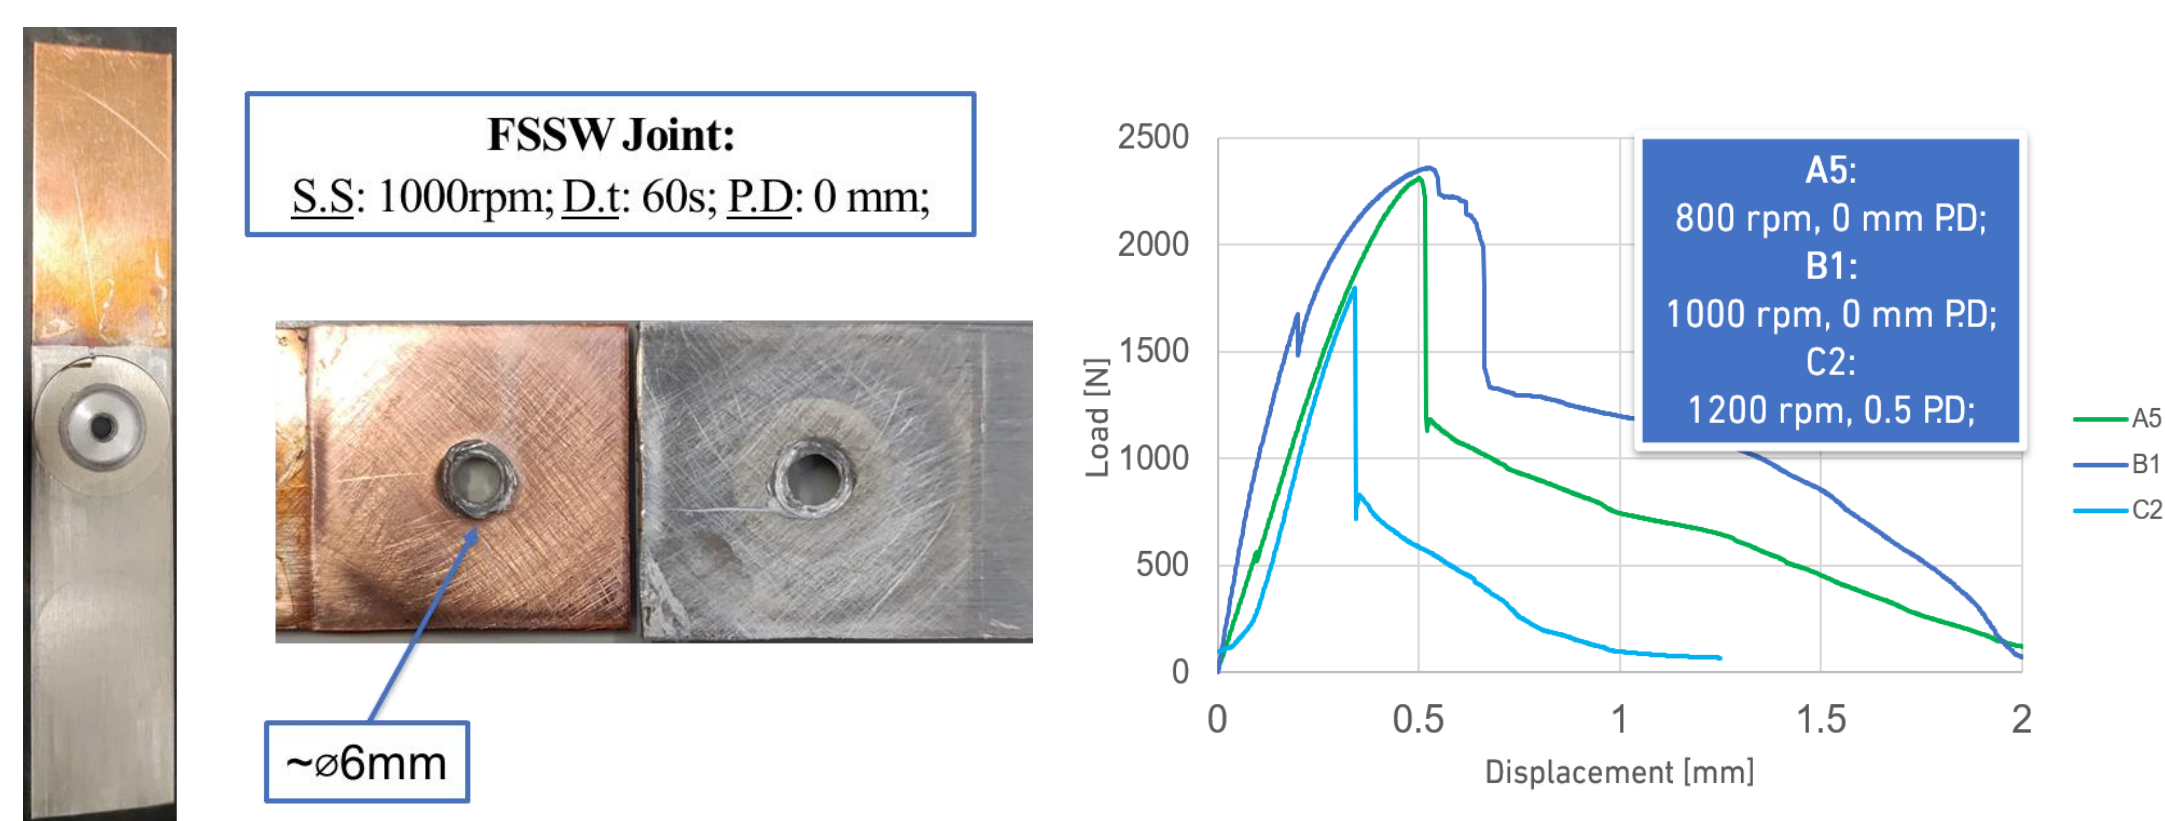 FSSW Joint:
S.S: 1000rpm; D.t: 60s; P.D: 0 mm;
~⌀6mm
2500
2000
1500
1000
500
0
Load [N]
0 0.5 1 1.5 2
Displacement [mm]
A5:
800 rpm, 0 mm P.D;
B1:
1000 rpm, 0 mm P.D;
C2:
1200 rpm, 0.5 P.D;
A5
B1
C2